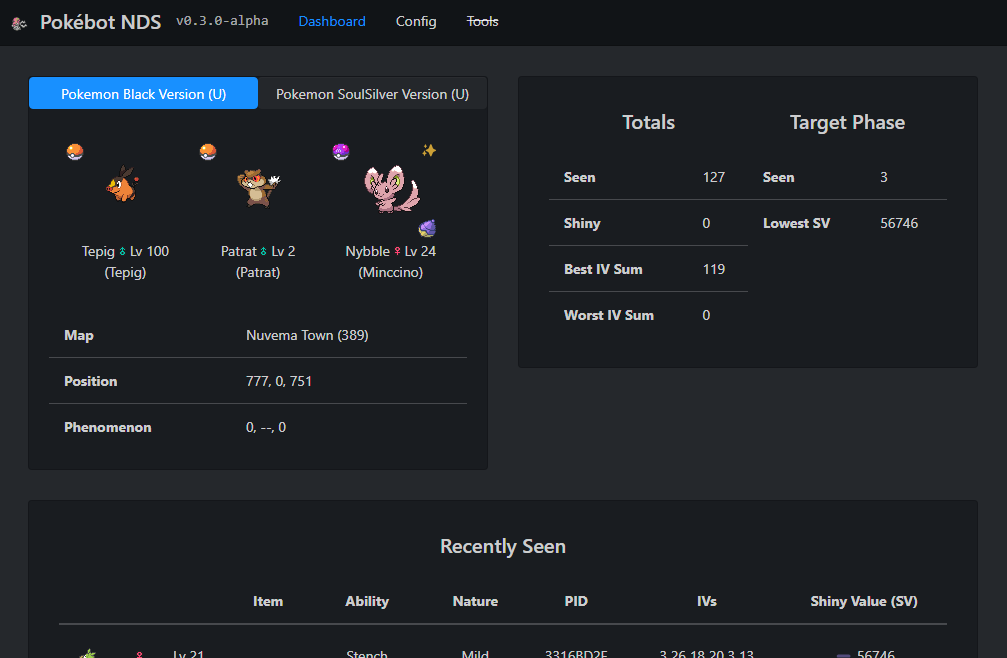 Pokébot NDS v0.3.0-alpha Dashboard Config Tools
Pokemon Black Version (U) Pokemon SoulSilver Version (U)
Tepig ♂ Lv 100
(Tepig)
Patrat ♂ Lv 2
(Patrat)
Nybble ♀ Lv 24
(Minccino)
Map Nuvema Town (389)
Position 777, 0, 751
Phenomenon 0, --, 0
Totals
Seen 127
Shiny 0
Best IV Sum 119
Worst IV Sum 0
Target Phase
Seen 3
Lowest SV 56746
Recently Seen
Item Ability Nature PID IVs Shiny Value (SV)
♀ Lv 21 Stench Mild 3316BD2F 3,26,18,20,3,13 56746